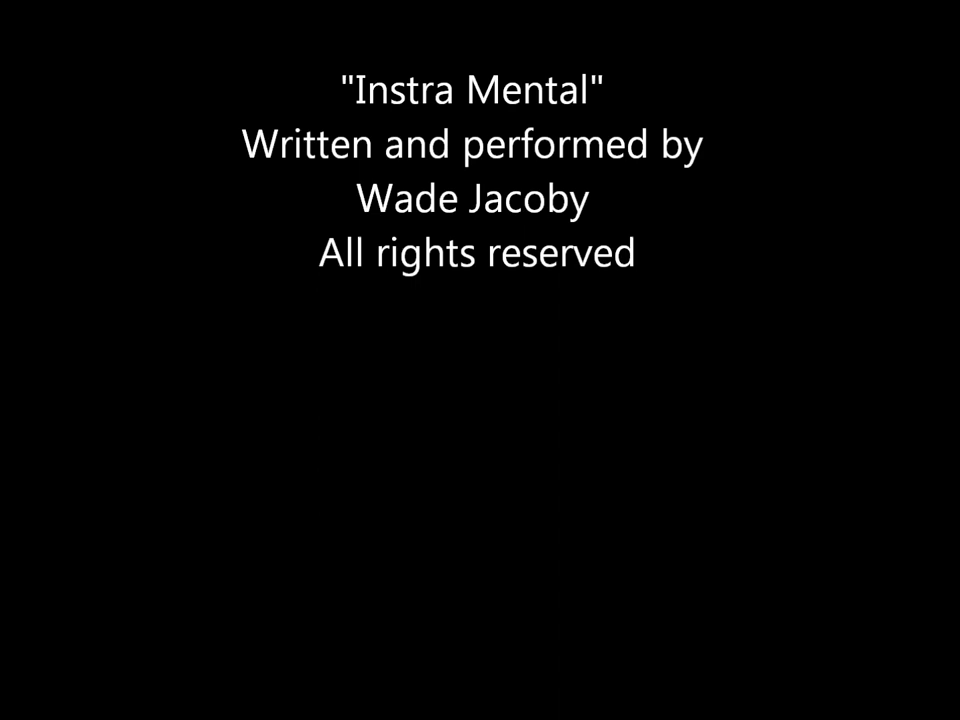 "Instra Mental"
Written and performed by
Wade Jacoby
All rights reserved